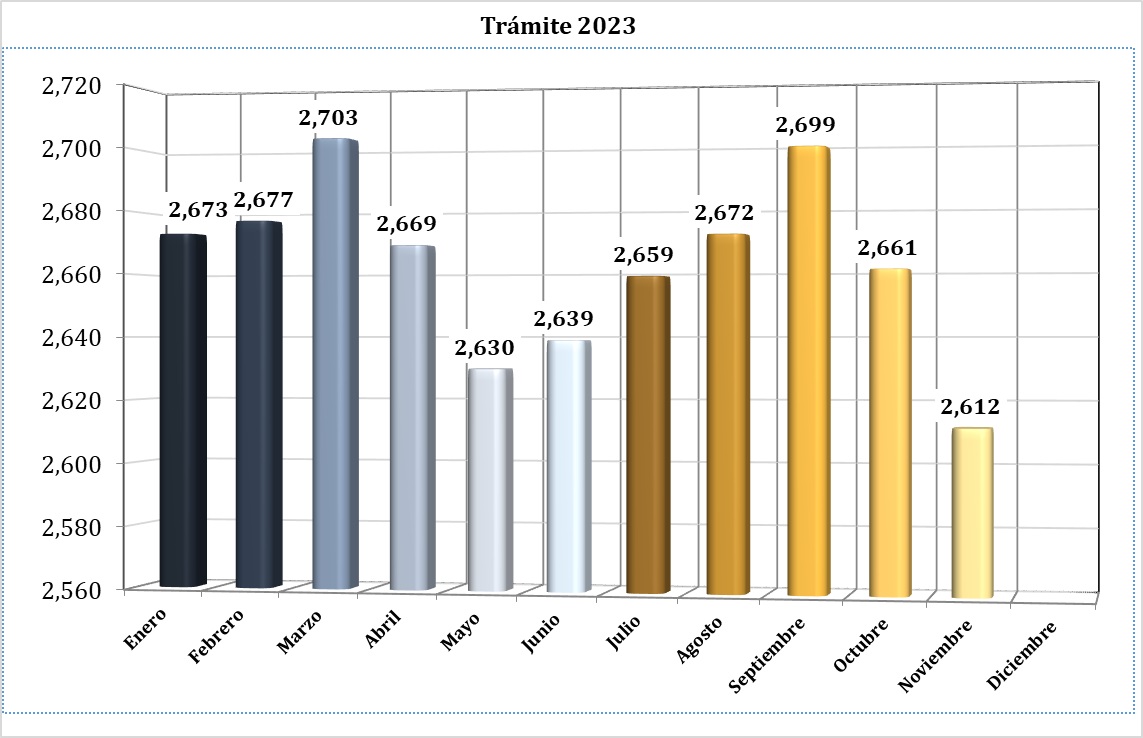 Trámite 2023
2,720
2,700
2,680
2,660
2,640
2,620
2,600
2,580
2,560
2,673
2,677
2,703
2,669
2,630
2,639
2,659
2,672
2,699
2,661
2,612
Enero
Febrero
Marzo
Abril
Mayo
Junio
Julio
Agosto
Septiembre
Octubre
Noviembre
Diciembre